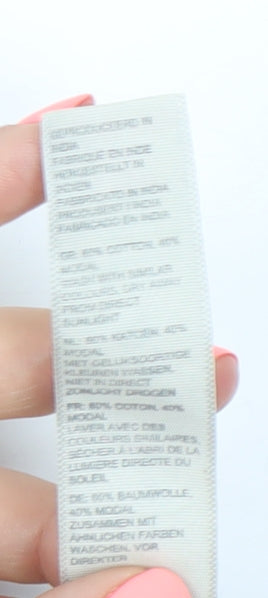 GEPRODUCEERD IN
INDIA
FABRIQUÉ EN INDE
HERGESTELLT IN
INDIEN
FABBRICATO IN INDIA
FABRICADO EN INDIA
GB: 60% COTTON, 40%
MODAL
WASH WITH SIMILAR
COLOURS, DRY AWAY
FROM DIRECT
SUNLIGHT
NL: 60% KATOEN, 40%
MODAL
MET GELIJKSOORTIGE
KLEUREN WASSEN,
NIET IN DIRECT
ZONLICHT DROGEN
FR: 60% COTON, 40%
MODAL
LAVER AVEC DES
COULEURS SIMILAIRES,
SÉCHER À L'ABRI DE LA
LUMIÈRE DIRECTE DU
SOLEIL
DE: 60% BAUMWOLLE,
40% MODAL
ZUSAMMEN MIT
ÄHNLICHEN FARBEN
WASCHEN, VOR
DIREKTER